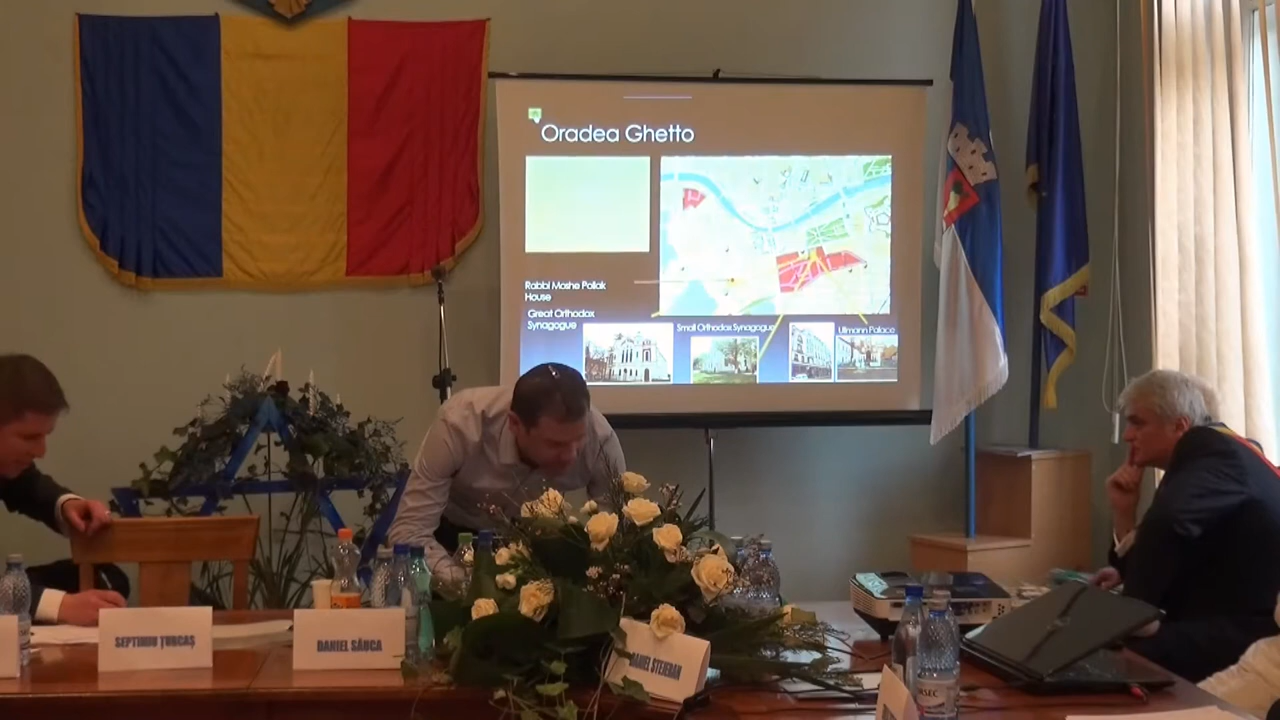 Oradea Ghetto
Rabbi Moshe Pollak
House
Great Orthodox
Synagogue
Small Orthodox Synagogue
Ullmann Palace
SEPTIMIU ȚURCAȘ
DANIEL SĂUCA
DANIEL STEJERAN